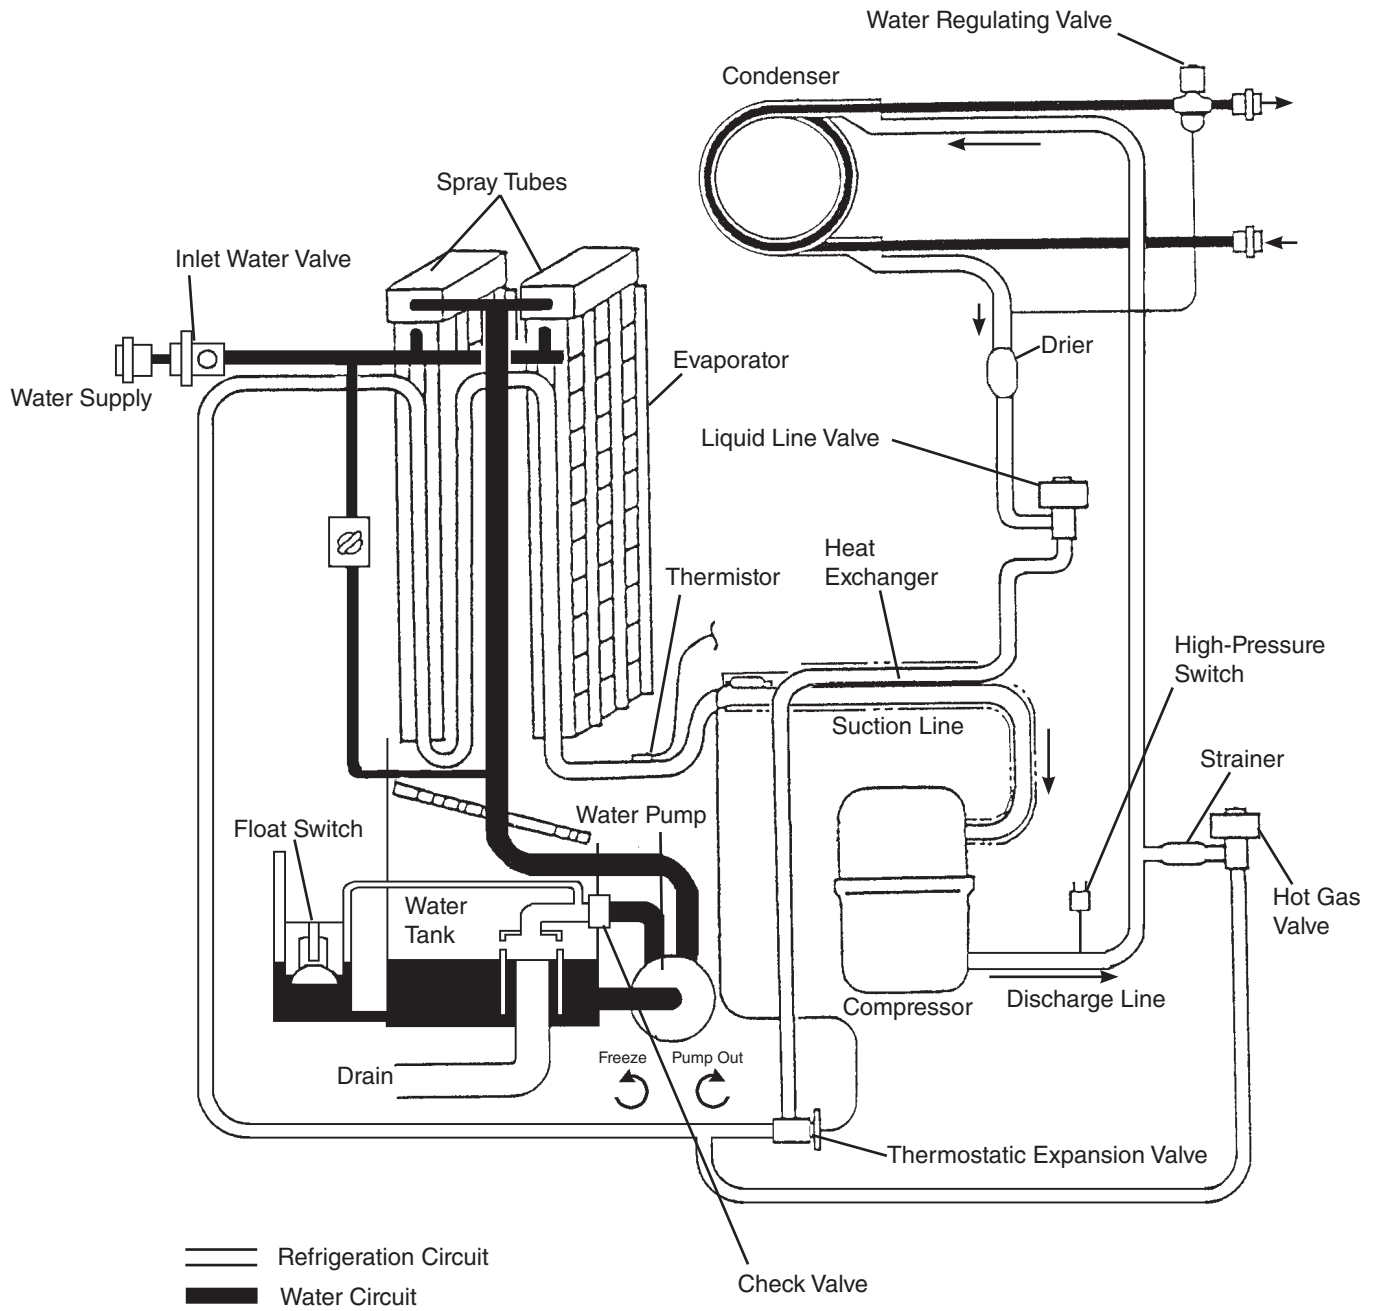 Water Regulating Valve
Condenser
Spray Tubes
Inlet Water Valve
Water Supply
Evaporator
Drier
Liquid Line Valve
Heat
Exchanger
Thermistor
High-Pressure
Switch
Suction Line
Strainer
Water Pump
Float Switch
Water
Tank
Hot Gas
Valve
Compressor
Discharge Line
Drain
Freeze
Pump Out
Thermostatic Expansion Valve
Check Valve
Refrigeration Circuit
Water Circuit